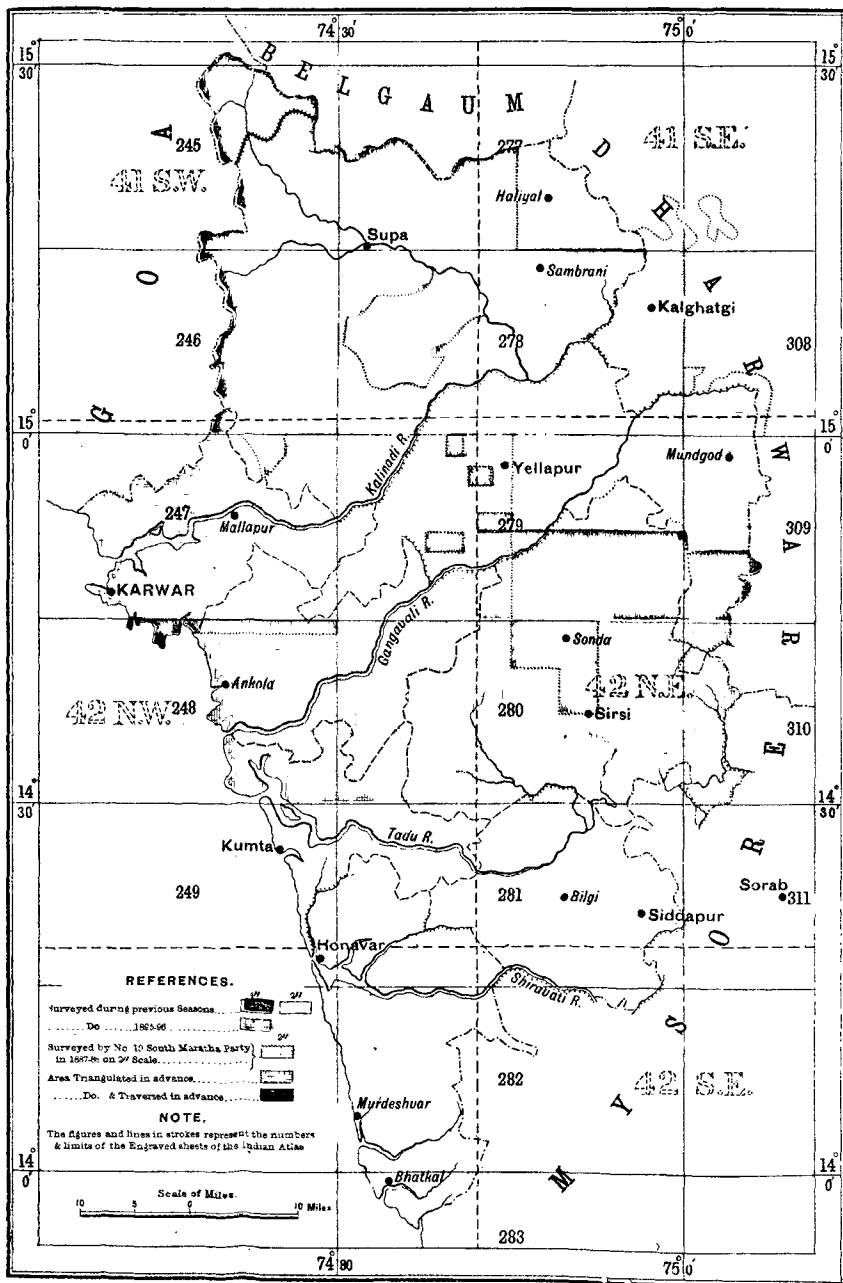 74°30' 75°0'
15°30' 15°30'
BELGAUM
GOA
DHARWAR
MYSORE
245 277
41 S.W. 41 S.E.
Haliyal
Supa
Sambrani
Kalghatgi
246 278 308
15°0' 15°0'
Kalinadi R.
Yellapur
Mundgod
247 279 309
Mallapur
KARWAR
Gangavali R.
Sonda
Ankola
42 N.W. 248 42 N.E.
280 Sirsi 310
14°30' 14°30'
Tadu R.
Kumta
249 281 Bilgi Sorab 311
Siddapur
Honavar
Shiravati R.
REFERENCES.
2"
Surveyed during previous Seasons
Do 1895-96
2"
Surveyed by No 19 South Maratha Party
in 1887-88 on 2" Scale
Area Triangulated in advance
Do. & Traversed in advance
NOTE.
The figures and lines in strokes represent the numbers
& limits of the Engraved sheets of the Indian Atlas
282 42 S.E.
Murdeshvar
14°0' 14°0'
Bhatkal
Scale of Miles.
10 5 0 10 Miles
283
74°30 75°0'